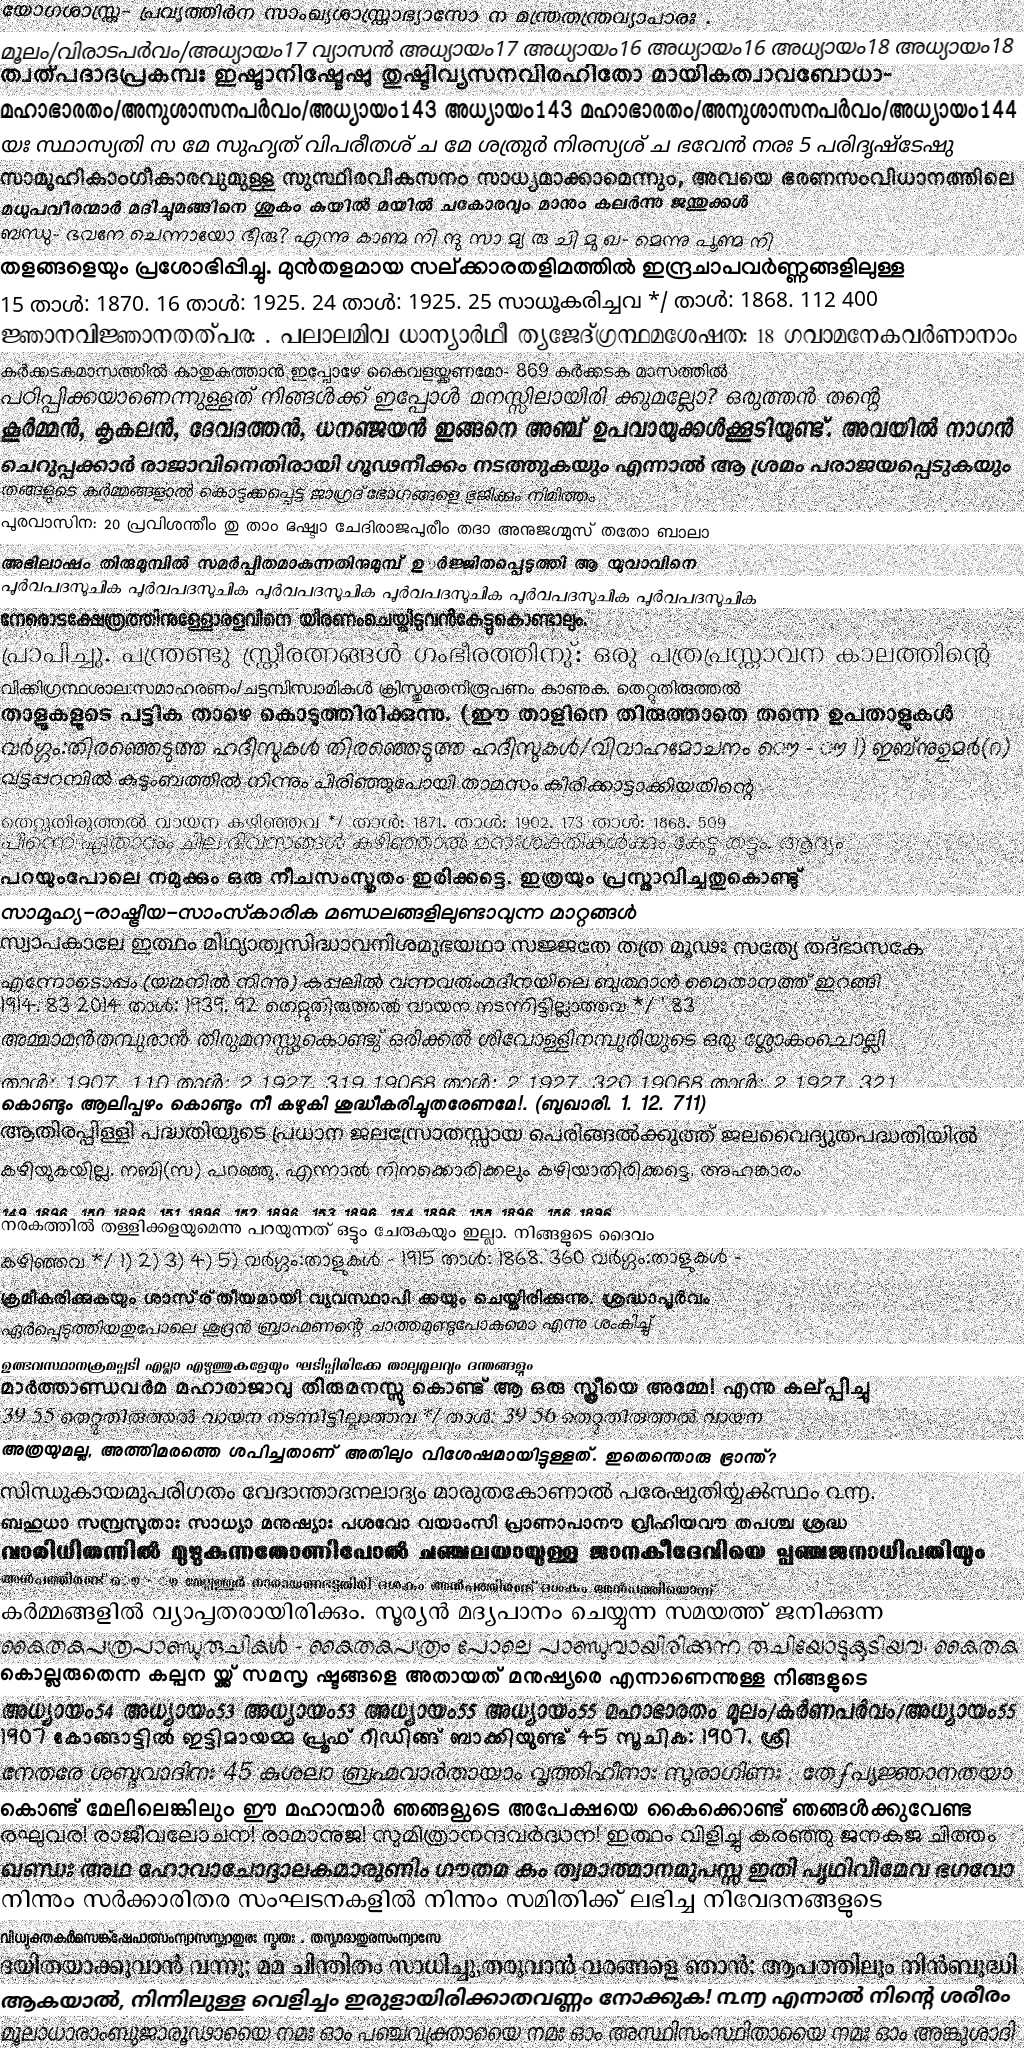 യോഗശാസ്ത്ര- പ്രവൃത്തിർന സാംഖ്യശാസ്ത്രാഭ്യാസോ ന മന്ത്രതന്ത്രവ്യാപാരഃ .
മൂലം/വിരാടപർവം/അധ്യായം17 വ്യാസൻ അധ്യായം17 അധ്യായം16 അധ്യായം16 അധ്യായം18 അധ്യായം18
ത്വത്പദാദപ്രകമ്പഃ ഇഷ്ടാനിഷ്ടേഷു തുഷ്ടിവ്യസനവിരഹിതോ മായികത്വാവബോധാ-
മഹാഭാരതം/അനുശാസനപർവം/അധ്യായം143 അധ്യായം143 മഹാഭാരതം/അനുശാസനപർവം/അധ്യായം144
യഃ സ്ഥാസ്യതി സ മേ സുഹൃത് വിപരീതശ് ച മേ ശത്രുർ നിരസ്യശ് ച ഭവേൻ നരഃ 5 പരിദൃഷ്ടേഷു
സാമൂഹികാംഗീകാരവുമുള്ള സുസ്ഥിരവികസനം സാധ്യമാക്കാമെന്നും, അവയെ ഭരണസംവിധാനത്തിലെ
മധുപവീരന്മാർ മദിച്ചുമങ്ങിനെ ശുകം കുയിൽ മയിൽ ചകോരവും മാനും കലർന്നു ജന്തുക്കൾ
ബന്ധു- ഭവനേ ചെന്നായോ ഭീരു? എന്നു കാണ്മ നി ന്ദു സാ മ്യ രു ചി മു ഖ- മെന്നു പൂണ്മ നി
തളങ്ങളെയും പ്രശോഭിപ്പിച്ചു. മുൻതളമായ സല്ക്കാരതളിമത്തിൽ ഇന്ദ്രചാപവർണ്ണങ്ങളിലുള്ള
15 താൾ: 1870. 16 താൾ: 1925. 24 താൾ: 1925. 25 സാധൂകരിച്ചവ */ താൾ: 1868. 112 400
ജ്ഞാനവിജ്ഞാനതത്പരഃ . പലാലമിവ ധാന്യാർഥീ ത്യജേദ്ഗ്രന്ഥമശേഷതഃ 18 ഗവാമനേകവർണാനാം
കർക്കടകമാസത്തിൽ കാതുകുത്താൻ ഇപ്പോഴേ കൈവളയ്ക്കണമോ- 869 കർക്കടക മാസത്തിൽ
പഠിപ്പിക്കയാണെന്നുള്ളത് നിങ്ങൾക്ക് ഇപ്പോൾ മനസ്സിലായിരി ക്കുമല്ലോ? ഒരുത്തൻ തന്റെ
കൂർമ്മൻ, കൃകലൻ, ദേവദത്തൻ, ധനഞ്ജയൻ ഇങ്ങനെ അഞ്ച് ഉപവായുക്കൾക്കൂടിയുണ്ട്. അവയിൽ നാഗൻ
ചെറുപ്പക്കാർ രാജാവിനെതിരായി ഗൂഢനീക്കം നടത്തുകയും എന്നാൽ ആ ശ്രമം പരാജയപ്പെടുകയും
തങ്ങളുടെ കർമ്മങ്ങളാൽ കൊടുക്കപ്പെട്ട ജാഗ്രദ് ഭോഗങ്ങളെ ഭുജിക്കും നിമിത്തം
പുരവാസിനഃ 20 പ്രവിശന്തീം തു താം ദൃഷ്ട്വാ ചേദിരാജപുരീം തദാ അനുജഗ്മുസ് തതോ ബാലാ
അഭിലാഷം തിരുമുമ്പിൽ സമർപ്പിതമാകുന്നതിനുമുമ്പ് ഉൗർജ്ജിതപ്പെടുത്തി ആ യുവാവിനെ
പൂർവപദസൂചിക പൂർവപദസൂചിക പൂർവപദസൂചിക പൂർവപദസൂചിക പൂർവപദസൂചിക പൂർവപദസൂചിക
നേരൊടക്ഷേത്രത്തിനുള്ളോരളവിനെ യിരണംചെയ്തിടുവൻകേട്ടുകൊണ്ടാലും.
പ്രാപിച്ചു. പന്ത്രണ്ടു സ്ത്രീരത്നങ്ങൾ ഗംഭീരത്തിനു: ഒരു പത്രപ്രസ്താവന കാലത്തിന്റെ
വിക്കിഗ്രന്ഥശാല:സമാഹരണം/ചട്ടമ്പിസ്വാമികൾ ക്രിസ്തുമതനിരൂപണം കാണുക. തെറ്റുതിരുത്തൽ
താളുകളുടെ പട്ടിക താഴെ കൊടുത്തിരിക്കുന്നു. (ഈ താളിനെ തിരുത്താതെ തന്നെ ഉപതാളുകൾ
വർഗ്ഗം:തിരഞ്ഞെടുത്ത ഹദീസുകൾ തിരഞ്ഞെടുത്ത ഹദീസുകൾ/വിവാഹമോചനം ൌ - ൗ 1) ഇബ്നുഉമർ(റ)
വട്ടപ്പറമ്പിൽ കുടുംബത്തിൽ നിന്നും പിരിഞ്ഞുപോയി താമസം കിരിക്കാട്ടാക്കിയതിന്റെ
തെറ്റുതിരുത്തൽ വായന കഴിഞ്ഞവ */ താൾ: 1871. താൾ: 1902. 173 താൾ: 1868. 509
പിന്നെ ഏതാനും ചില ദിവസങ്ങൾ കഴിഞ്ഞാൽ മനഃശക്തികൾക്കും കേടു തട്ടും. ആദ്യം
പറയുംപോലെ നമുക്കും ഒരു നീചസംസ്കൃതം ഇരിക്കട്ടെ. ഇത്രയും പ്രസ്താവിച്ചതുകൊണ്ടു്
സാമൂഹ്യ–രാഷ്ട്രീയ–സാംസ്കാരിക മണ്ഡലങ്ങളിലുണ്ടാവുന്ന മാറ്റങ്ങൾ
സ്വാപകാലേ ഇത്ഥം മിഥ്യാത്വസിദ്ധാവനിശമുഭയഥാ സജ്ജതേ തത്ര മൂഢഃ സത്യേ തദ്ഭാസകേ
എന്നോടൊപ്പം (യമനിൽ നിന്നു) കപ്പലിൽ വന്നവരുംമദീനയിലെ ബുത്ഥാൻ മൈതാനത്ത് ഇറങ്ങി
1914. 83 2014 താൾ: 1939. 92 തെറ്റുതിരുത്തൽ വായന നടന്നിട്ടില്ലാത്തവ */ ' 83
അമ്മാമൻതമ്പുരാൻ തിരുമനസ്സുകൊണ്ടു് ഒരിക്കൽ ശിവോള്ളിനമ്പൂരിയുടെ ഒരു ശ്ലോകംചൊല്ലി
താൾ: 1907. 110 താൾ: 2 1927. 319 19068 താൾ: 2 1927. 320 19068 താൾ: 2 1927. 321
കൊണ്ടും ആലിപ്പഴം കൊണ്ടും നീ കഴുകി ശുദ്ധീകരിച്ചുതരേണമേ!. (ബുഖാരി. 1. 12. 711)
ആതിരപ്പിള്ളി പദ്ധതിയുടെ പ്രധാന ജലസ്രോതസ്സായ പെരിങ്ങൽക്കുത്ത് ജലവൈദ്യുതപദ്ധതിയിൽ
കഴിയുകയില്ല. നബി(സ) പറഞ്ഞു. എന്നാൽ നിനക്കൊരിക്കലും കഴിയാതിരിക്കട്ടെ. അഹങ്കാരം
149 1896. 150 1896. 151 1896. 152 1896. 153 1896. 154 1896. 155 1896. 156 1896.
നരകത്തിൽ തള്ളിക്കളയുമെന്നു പറയുന്നത് ഒട്ടും ചേരുകയും ഇല്ലാ. നിങ്ങളുടെ ദൈവം
കഴിഞ്ഞവ */ 1) 2) 3) 4) 5) വർഗ്ഗം:താളുകൾ - 1915 താൾ: 1868. 360 വർഗ്ഗം:താളുകൾ -
ക്രമീകരിക്കുകയും ശാസ്ര് തീയമായി വ്യവസ്ഥാപി ക്കയും ചെയ്തിരിക്കുന്നു. ശ്രദ്ധാപൂർവം
ഏർപ്പെടുത്തിയതുപോലെ ശൂദ്രൻ ബ്രാഹ്മണന്റെ ചാത്തമൂണ്ടുപോകുമൊ എന്നു ശംകിച്ച്
ഉത്ഭവസ്ഥാനക്രമപ്പടി എല്ലാ എഴുത്തുകളേയും ഘടിപ്പിരിക്കേ താലുമൂലവും ദന്തങ്ങളും
മാർത്താണ്ഡവർമ മഹാരാജാവു തിരുമനസ്സു കൊണ്ട് ആ ഒരു സ്ത്രീയെ അമ്മേ! എന്നു കല്പ്പിച്ചു
39 55 തെറ്റുതിരുത്തൽ വായന നടന്നിട്ടില്ലാത്തവ */ താൾ: 39 56 തെറ്റുതിരുത്തൽ വായന
അത്രയുമല്ല, അത്തിമരത്തെ ശപിച്ചതാണ് അതിലും വിശേഷമായിട്ടുള്ളത്. ഇതെന്തൊരു ഭ്രാന്ത്?
സിന്ധുകായമുപരിഗതം വേദാന്താദനലാദ്യം മാരുതകോണാൽ പരേഷുതിര്യൿസ്ഥം ൨൬.
ബഹുധാ സമ്പ്രസൂതാഃ സാധ്യാ മനുഷ്യാഃ പശവോ വയാംസി പ്രാണാപാനൗ വ്രീഹിയവൗ തപശ്ച ശ്രദ്ധ
വാരിധിതന്നിൽ മുഴുകുന്നതോണിപോൽ ചഞ്ചലയായുള്ള ജാനകീദേവിയെ പ്പഞ്ചജനാധിപതിയും
അൻപത്തിരണ്ട് ൌ - ൗ മേല്പത്തൂർ നാരായണഭട്ടതിരി ദശകം അൻപത്തിരണ്ട് ദശകം അൻപത്തിയൊന്ന്
കർമ്മങ്ങളിൽ വ്യാപൃതരായിരിക്കും. സൂര്യൻ മദ്യപാനം ചെയ്യുന്ന സമയത്ത് ജനിക്കുന്ന
കൈതകപത്രപാണ്ഡുരുചികൾ - കൈതകപത്രം പോലെ പാണ്ഡുവായിരിക്കുന്ന രുചിയോടുകൂടിയവ. കൈതക
കൊല്ലരുതെന്ന കല്പന യ്ക്ക് സമസൃ ഷ്ടങ്ങളെ അതായത് മനുഷ്യരെ എന്നാണെന്നുള്ള നിങ്ങളുടെ
അധ്യായം54 അധ്യായം53 അധ്യായം53 അധ്യായം55 അധ്യായം55 മഹാഭാരതം മൂലം/കർണപർവം/അധ്യായം55
1907 കോങ്ങാട്ടിൽ ഇട്ടിമായമ്മ പ്രൂഫ് റീഡിങ്ങ് ബാക്കിയുണ്ട് 45 സൂചിക: 1907. ശ്രീ
നേതരേ ശബ്ദവാദിനഃ 45 കുശലാ ബ്രഹ്മവാർതായാം വൃത്തിഹീനാഃ സുരാഗിണഃ . തേƒപ്യജ്ഞാനതയാ
കൊണ്ട് മേലിലെങ്കിലും ഈ മഹാന്മാർ ഞങ്ങളുടെ അപേക്ഷയെ കൈക്കൊണ്ട് ഞങ്ങൾക്കുവേണ്ട
രഘുവര! രാജീവലോചന! രാമാനുജ! സുമിത്രാനന്ദവർദ്ധന! ഇത്ഥം വിളിച്ചു കരഞ്ഞു ജനകജ ചിത്തം
ഖണ്ഡഃ അഥ ഹോവാചോദ്ദാലകമാരുണിം ഗൗതമ കം ത്വമാത്മാനമുപസ്സ ഇതി പൃഥിവീമേവ ഭഗവോ
നിന്നും സർക്കാരിതര സംഘടനകളിൽ നിന്നും സമിതിക്ക് ലഭിച്ച നിവേദനങ്ങളുടെ
വിധ്യുക്തകർമസങ്ക്ഷേപാത്സംന്യാസസ്ത്വാതുരഃ സ്മൃതഃ . തസ്മാദാതുരസംന്യാസേ
ദയിതയാക്കുവാൻ വന്നു; മമ ചിന്തിതം സാധിച്ചു,തരുവാൻ വരങ്ങളെ ഞാൻ: ആപത്തിലും നിൻബുദ്ധി
ആകയാൽ, നിന്നിലുള്ള വെളിച്ചം ഇരുളായിരിക്കാതവണ്ണം നോക്കുക! ൩൬ എന്നാൽ നിന്റെ ശരീരം
മൂലാധാരാംബുജാരൂഢായൈ നമഃ ഓം പഞ്ചവക്ത്രായൈ നമഃ ഓം അസ്ഥിസംസ്ഥിതായൈ നമഃ ഓം അങ്കുശാദി